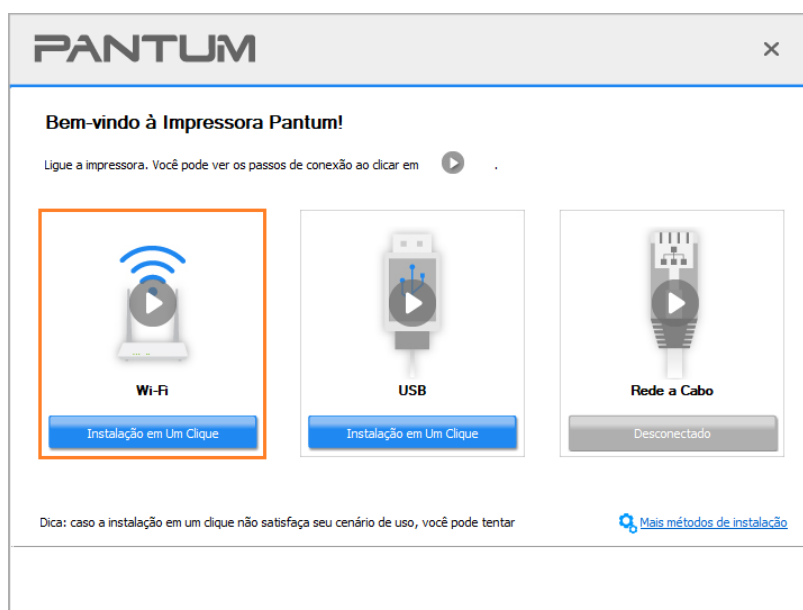 PANTUM
Bem-vindo à Impressora Pantum!
Ligue a impressora. Você pode ver os passos de conexão ao clicar em .
Wi-Fi
USB
Rede a Cabo
Instalação em Um Clique
Instalação em Um Clique
Desconectado
Dica: caso a instalação em um clique não satisfaça seu cenário de uso, você pode tentar
Mais métodos de instalação